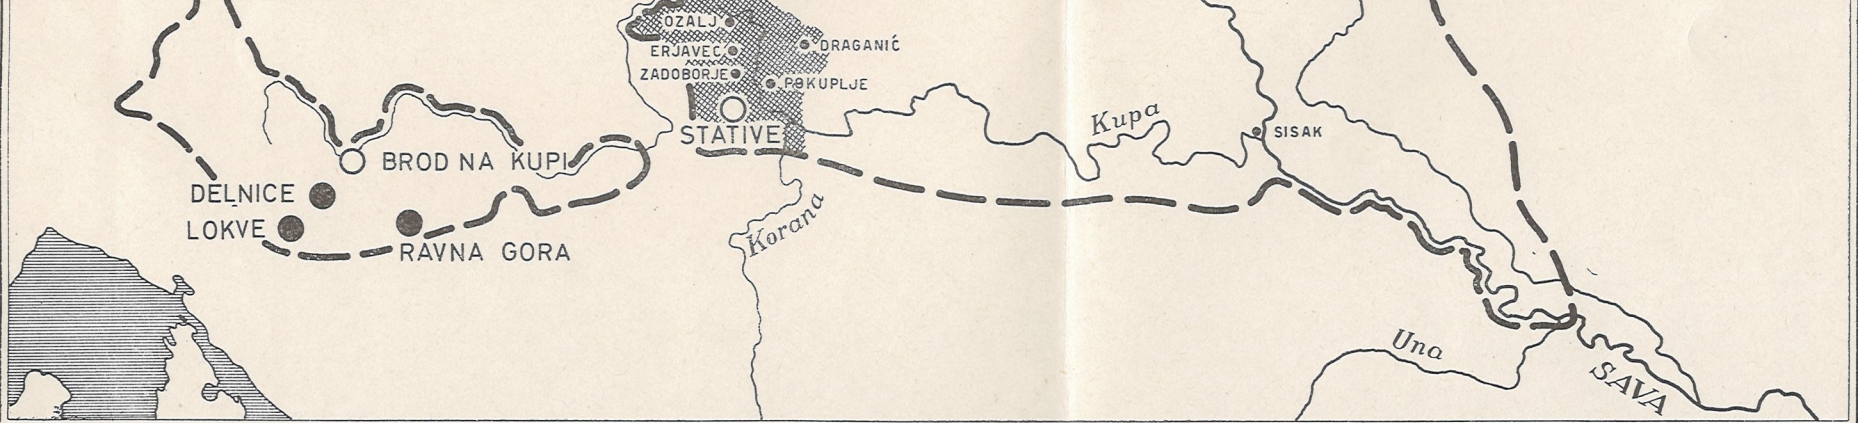 OZALJ
DRAGANIĆ
ERJAVEC
ZADOBORJE
POKUPLJE
STATIVE
Kupa
SISAK
BROD NA KUPI
DELNICE
LOKVE
RAVNA GORA
Korana
Una
SAVA